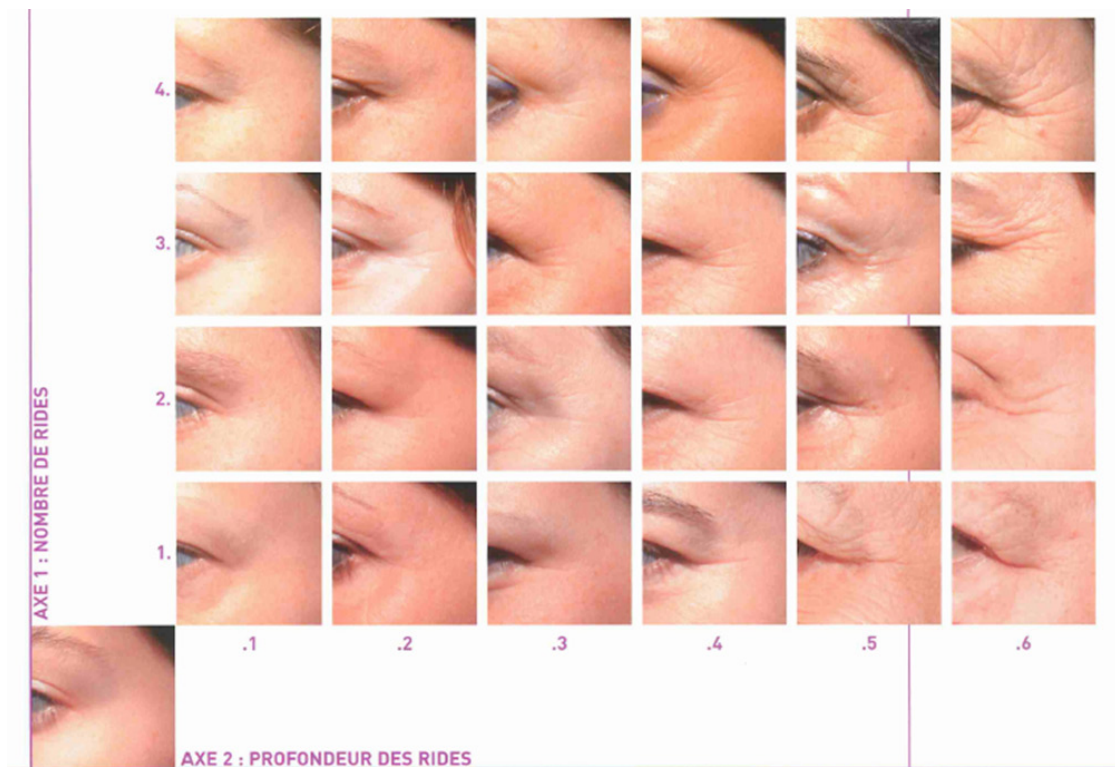 4.
3.
2.
1.
AXE 1 : NOMBRE DE RIDES
.1 .2 .3 .4 .5 .6
AXE 2 : PROFONDEUR DES RIDES